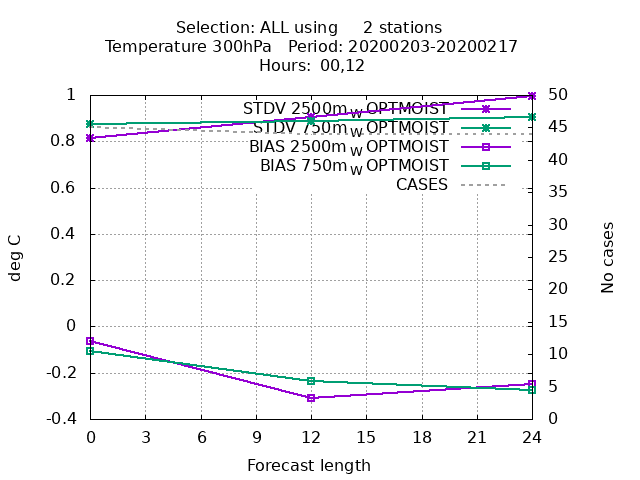 Selection: ALL using 2 stations
Temperature 300hPa Period: 20200203-20200217
Hours: 00,12
STDV 2500m_W OPTMOIST
STDV 750m_W OPTMOIST
BIAS 2500m_W OPTMOIST
BIAS 750m_W OPTMOIST
CASES
1
0.8
0.6
0.4
0.2
0
-0.2
-0.4
deg C
50
45
40
35
30
25
20
15
10
5
0
No cases
0 3 6 9 12 15 18 21 24
Forecast length